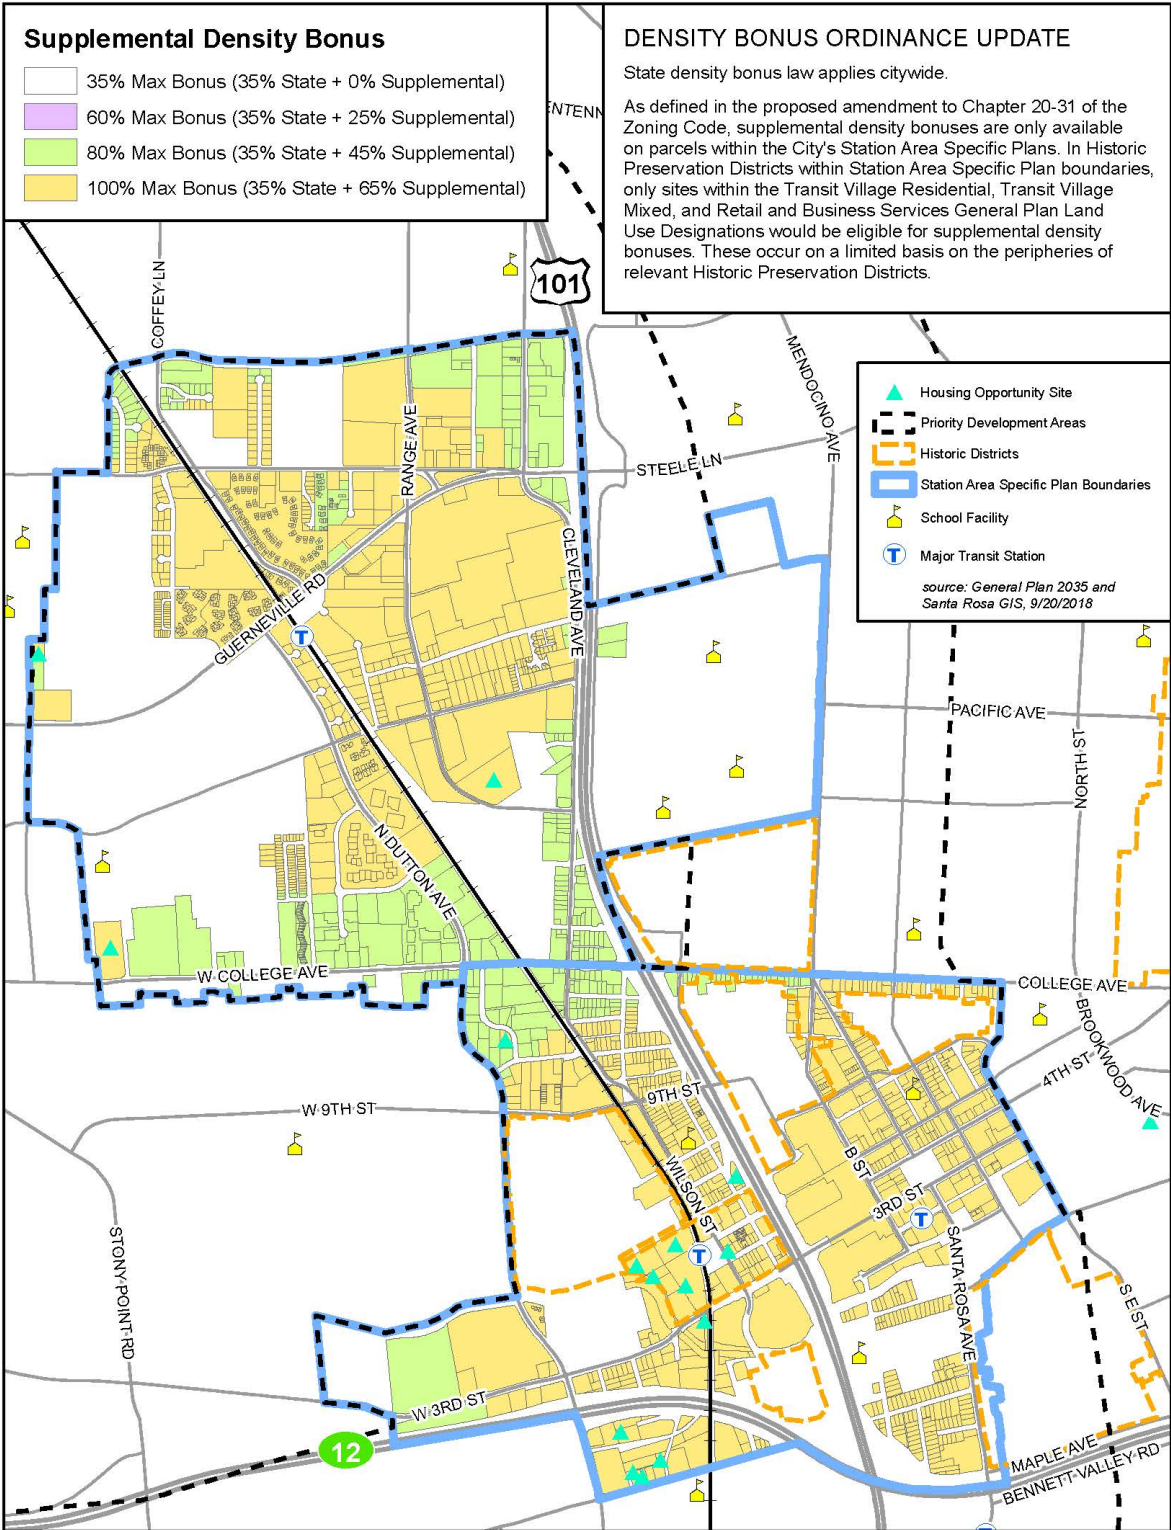 Supplemental Density Bonus
35% Max Bonus (35% State + 0% Supplemental)
60% Max Bonus (35% State + 25% Supplemental)
80% Max Bonus (35% State + 45% Supplemental)
100% Max Bonus (35% State + 65% Supplemental)
DENSITY BONUS ORDINANCE UPDATE
State density bonus law applies citywide.
As defined in the proposed amendment to Chapter 20-31 of the
Zoning Code, supplemental density bonuses are only available
on parcels within the City's Station Area Specific Plans. In Historic
Preservation Districts within Station Area Specific Plan boundaries,
only sites within the Transit Village Residential, Transit Village
Mixed, and Retail and Business Services General Plan Land
Use Designations would be eligible for supplemental density
bonuses. These occur on a limited basis on the peripheries of
relevant Historic Preservation Districts.
ENTENN
101
COFFEY LN
MENDOCINO AVE
Housing Opportunity Site
Priority Development Areas
Historic Districts
Station Area Specific Plan Boundaries
School Facility
T
Major Transit Station
source: General Plan 2035 and
Santa Rosa GIS, 9/20/2018
RANGE AVE
STEELE LN
CLEVELAND AVE
GUERNEVILLE RD
T
PACIFIC AVE
NORTH ST
N DUTTON AVE
W COLLEGE AVE
COLLEGE AVE
BROOKWOOD AVE
4TH ST
9TH ST
W 9TH ST
B ST
WILSON ST
3RD ST
T
T
SANTA ROSA AVE
STONY POINT RD
S E ST
W 3RD ST
12
MAPLE AVE
BENNETT VALLEY RD